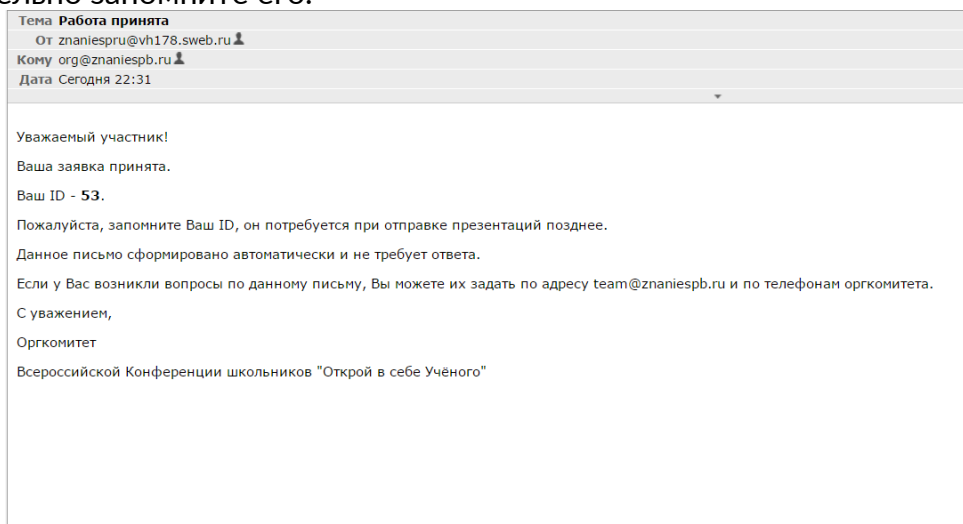 запомните его.
Тема Работа принята
От znaniespru@vh178.sweb.ru
Кому org@znaniespb.ru
Дата Сегодня 22:31
Уважаемый участник!
Ваша заявка принята.
Ваш ID - 53.
Пожалуйста, запомните Ваш ID, он потребуется при отправке презентаций позднее.
Данное письмо сформировано автоматически и не требует ответа.
Если у Вас возникли вопросы по данному письму, Вы можете их задать по адресу team@znaniespb.ru и по телефонам оргкомитета.
С уважением,
Оргкомитет
Всероссийской Конференции школьников "Открой в себе Учёного"